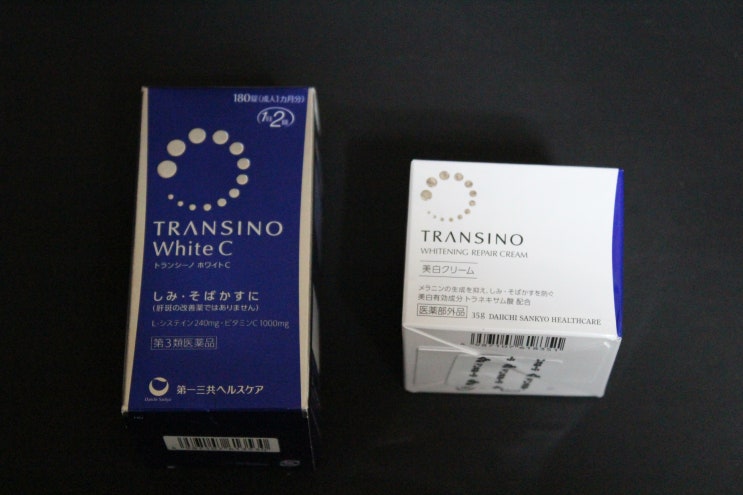 180錠(成人1カ月分)
1日2回
TRANSINO
White C
トランシーノ ホワイトC
しみ・そばかすに
(肝斑の改善薬ではありません)
L-システイン240mg・ビタミンC 1000mg
第3類医薬品
Daiichi-Sankyo
第一三共ヘルスケア
TRANSINO
WHITENING REPAIR CREAM
美白クリーム
メラニンの生成を抑え、しみ・そばかすを防ぐ
美白有効成分 トラネキサム酸 配合
医薬部外品 35g DAIICHI SANKYO HEALTHCARE